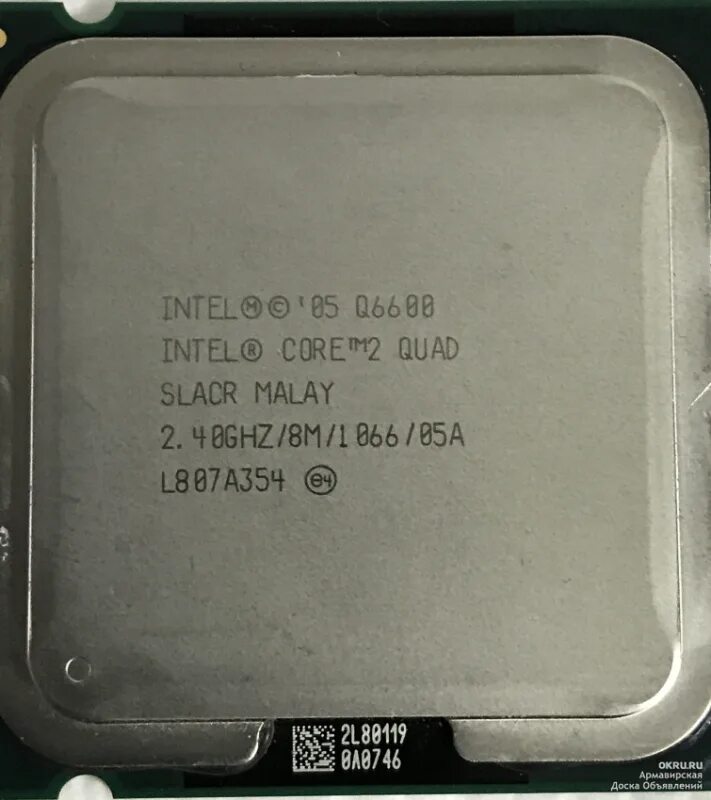 INTELⓂ©'05 Q6600
INTEL® CORE™2 QUAD
SLACR MALAY
2.40GHZ/8M/1066/05A
L807A354 e4
2L80119
0A0746
OKRU.RU
Армавирская
Доска Объявлений